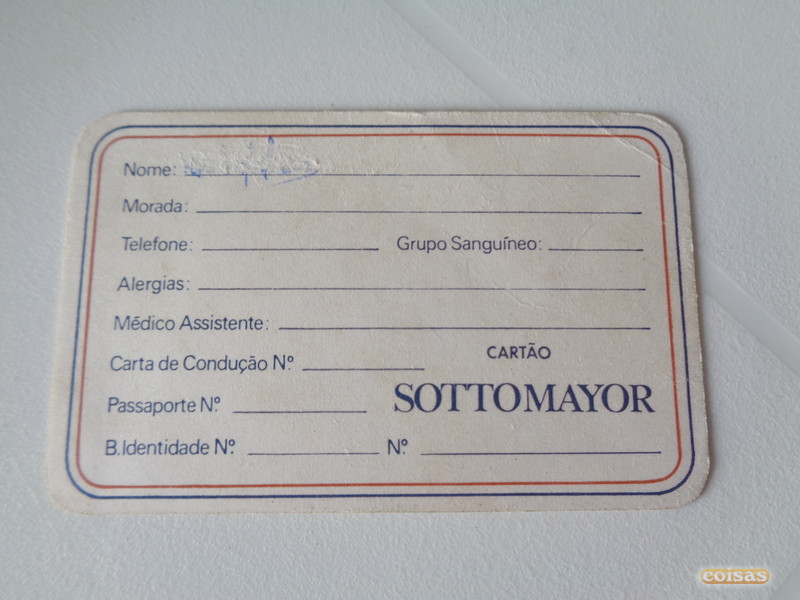 Nome:
Morada:
Telefone: Grupo Sanguíneo:
Alergias:
Médico Assistente:
Carta de Condução Nº
CARTÃO
Passaporte Nº
SOTTOMAYOR
B.Identidade Nº Nº
coisas